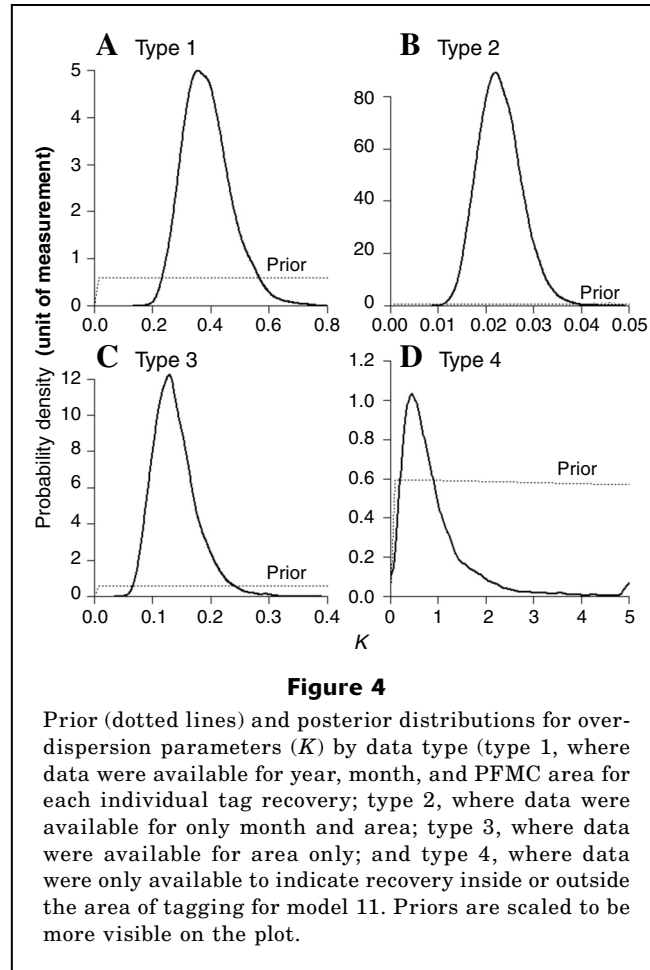 A Type 1
B Type 2
5
4
3
2
1
0
Prior
0.0 0.2 0.4 0.6 0.8
80
60
40
20
0
Prior
0.00 0.01 0.02 0.03 0.04 0.05
Probability density (unit of measurement)
C Type 3
D Type 4
12
10
8
6
4
2
0
Prior
0.0 0.1 0.2 0.3 0.4
1.2
1.0
0.8
0.6
0.4
0.2
0.0
Prior
0 1 2 3 4 5
K
Figure 4
Prior (dotted lines) and posterior distributions for over-
dispersion parameters (K) by data type (type 1, where
data were available for year, month, and PFMC area for
each individual tag recovery; type 2, where data were
available for only month and area; type 3, where data
were available for area only; and type 4, where data
were only available to indicate recovery inside or outside
the area of tagging for model 11. Priors are scaled to be
more visible on the plot.